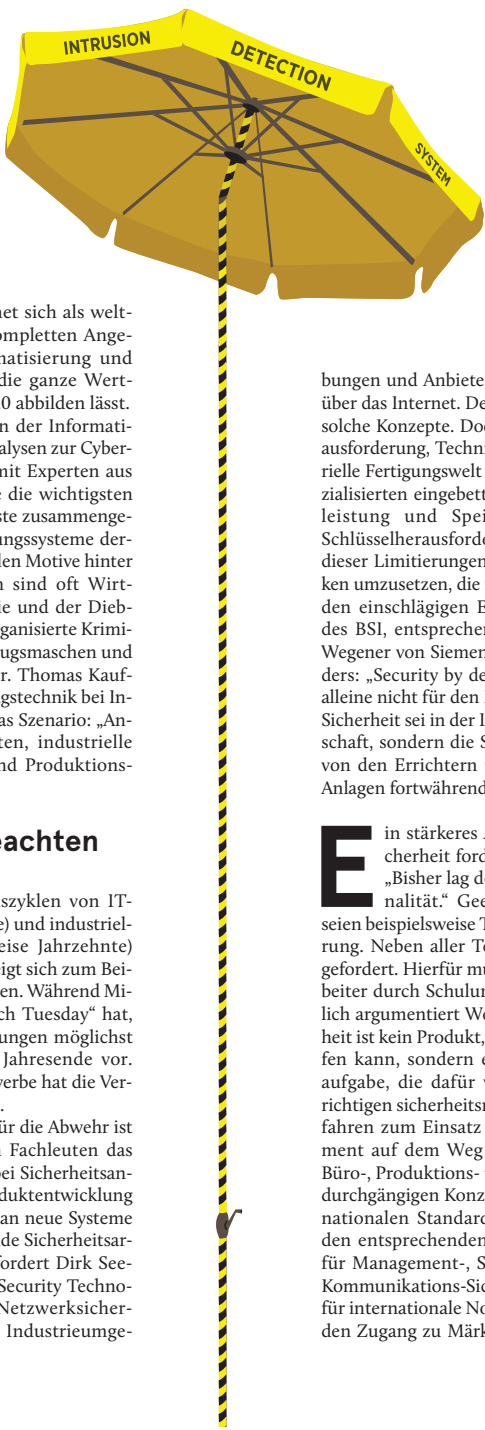 INTRUSION
DETECTION
SYSTEM
net sich als welt-
ompletten Ange-
matisierung und
die ganze Wert-
.0 abbilden lässt.
n der Informati-
alysen zur Cyber-
mit Experten aus
e die wichtigsten
ste zusammenge-
ungssysteme der-
len Motive hinter
n sind oft Wirt-
ie und der Dieb-
ganisierte Krimi-
ugsmaschen und
r. Thomas Kauf-
gstechnik bei In-
as Szenario: „An-
ten, industrielle
nd Produktions-
eachten
szyklen von IT-
e) und industriel-
eise Jahrzehnte)
eigt sich zum Bei-
en. Während Mi-
ch Tuesday“ hat,
ungen möglichst
Jahresende vor.
verbe hat die Ver-
.
ür die Abwehr ist
n Fachleuten das
bei Sicherheitsan-
duktentwicklung
an neue Systeme
de Sicherheitsar-
fordert Dirk See-
Security Techno-
Netzwerksicher-
Industrieumge-
bungen und Anbieter
über das Internet. De
solche Konzepte. Doc
ausforderung, Techni
rielle Fertigungswelt
zialisierten eingebett
leistung und Spei
Schlüsselherausforde
dieser Limitierungen
ken umzusetzen, die
den einschlägigen E
des BSI, entsprechen
Wegener von Siemen
ders: „Security by de
alleine nicht für den
Sicherheit sei in der I
schaft, sondern die S
von den Errichtern
Anlagen fortwährend
Ein stärkeres A
cherheit ford
„Bisher lag de
nalität.“ Gee
seien beispielsweise T
rung. Neben aller Te
gefordert. Hierfür mu
beiter durch Schulun
lich argumentiert We
heit ist kein Produkt,
fen kann, sondern e
aufgabe, die dafür
richtigen sicherheitsr
fahren zum Einsatz
ment auf dem Weg
Büro-, Produktions-
durchgängigen Konz
nationalen Standard
den entsprechenden
für Management-, S
Kommunikations-Sic
für internationale No
den Zugang zu Märk